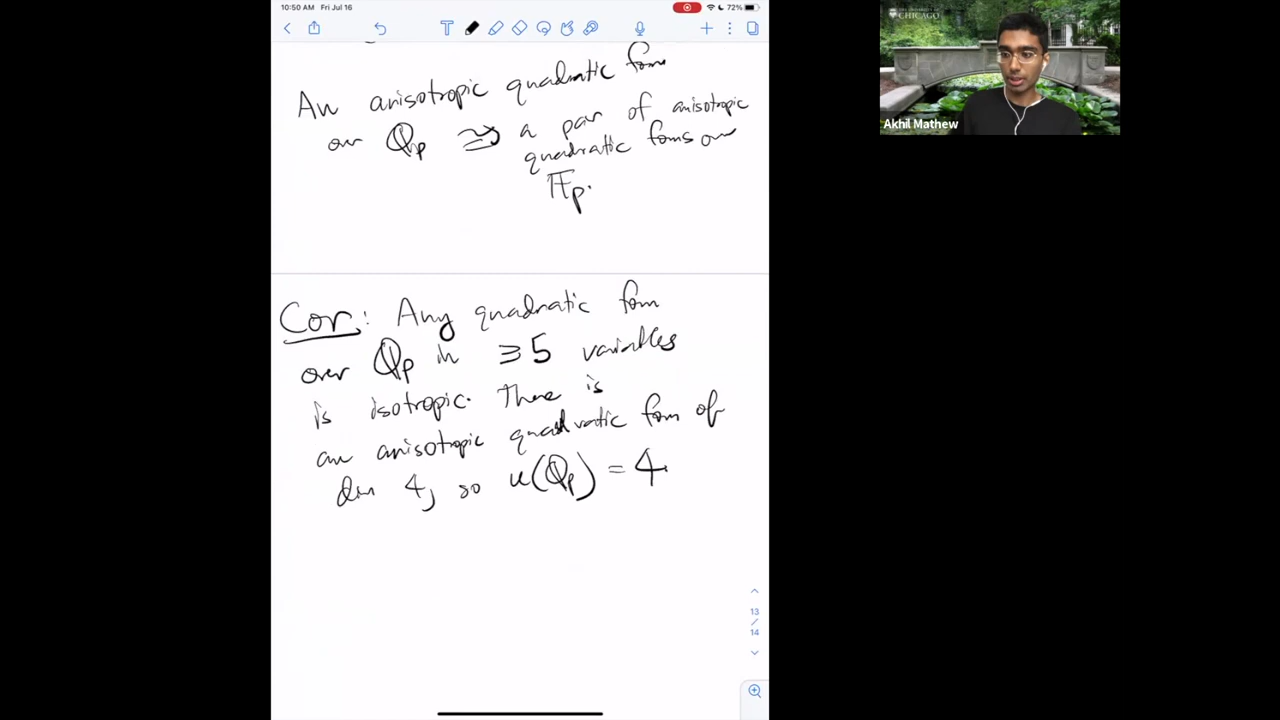 10:50 AM Fri Jul 16
72%
An anisotropic quadratic form
over ℚp ≅ a pair of anisotropic
quadratic forms over
𝔽p.
Cor: Any quadratic form
over ℚp in ≥5 variables
is isotropic. There is
an anisotropic quadratic form of
dim 4, so u(ℚp) = 4.
13
/
14
CHICAGO
Akhil Mathew